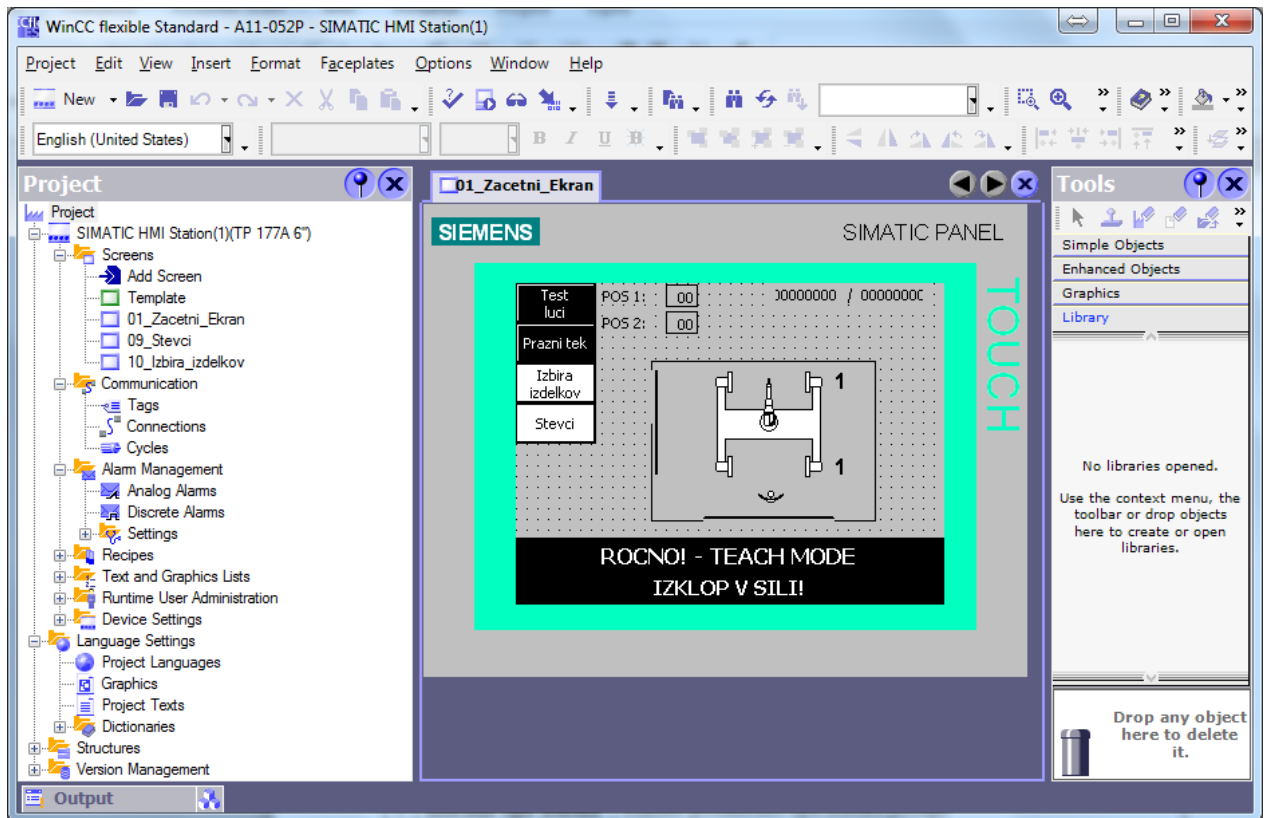 WinCC flexible Standard - A11-052P - SIMATIC HMI Station(1)
Project Edit View Insert Format Faceplates Options Window Help
New
English (United States) B I U
Project
Project
SIMATIC HMI Station(1)(TP 177A 6")
Screens
Add Screen
Template
01_Zacetni_Ekran
09_Stevci
10_Izbira_izdelkov
Communication
Tags
Connections
Cycles
Alarm Management
Analog Alarms
Discrete Alarms
Settings
Recipes
Text and Graphics Lists
Runtime User Administration
Device Settings
Language Settings
Project Languages
Graphics
Project Texts
Dictionaries
Structures
Version Management
Output
01_Zacetni_Ekran
SIEMENS
SIMATIC PANEL
TOUCH
Test
luci
Prazni tek
Izbira
izdelkov
Stevci
POS 1: 00
POS 2: 00
00000000 / 0000000
1
1
ROCNO! - TEACH MODE
IZKLOP V SILI!
Tools
Simple Objects
Enhanced Objects
Graphics
Library
No libraries opened.
Use the context menu, the
toolbar or drop objects
here to create or open
libraries.
Drop any object
here to delete
it.